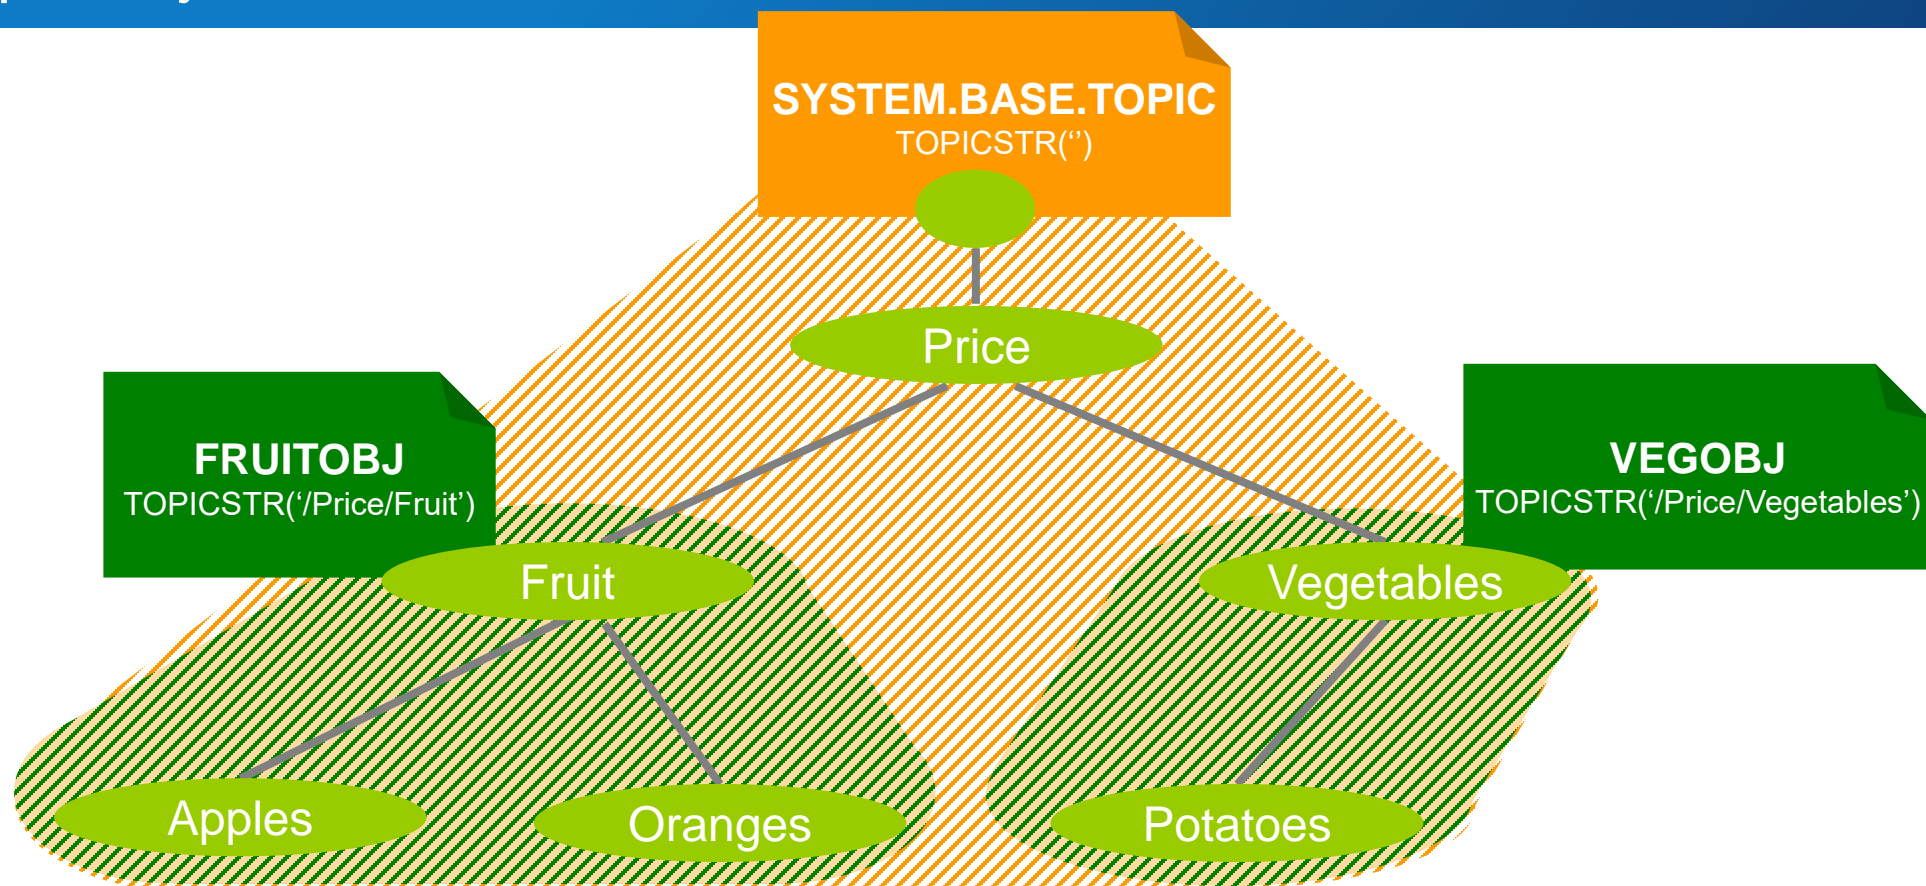 SYSTEM.BASE.TOPIC
TOPICSTR(‘’)
Price
FRUITOBJ
TOPICSTR(‘/Price/Fruit’)
VEGOBJ
TOPICSTR(‘/Price/Vegetables’)
Fruit
Vegetables
Apples
Oranges
Potatoes